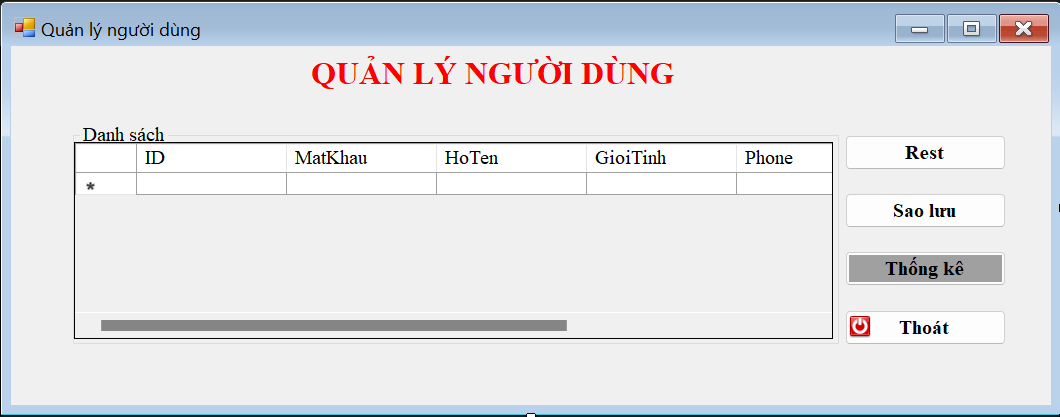 Quản lý người dùng
QUẢN LÝ NGƯỜI DÙNG
Danh sách
ID MatKhau HoTen GioiTinh Phone
*
Rest
Sao lưu
Thống kê
Thoát